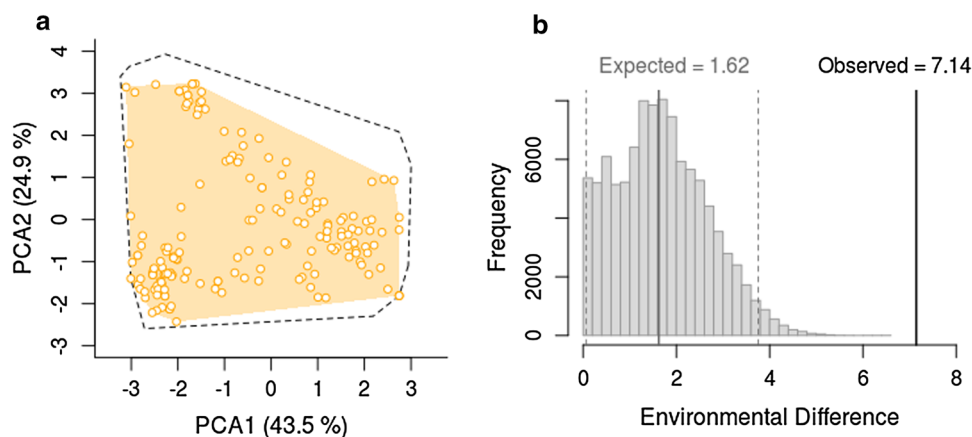 a
4
3
2
1
0
-1
-2
-3
PCA2 (24.9 %)
-3 -2 -1 0 1 2 3
PCA1 (43.5 %)
b
Expected = 1.62 Observed = 7.14
6000
2000
0
Frequency
0 2 4 6 8
Environmental Difference